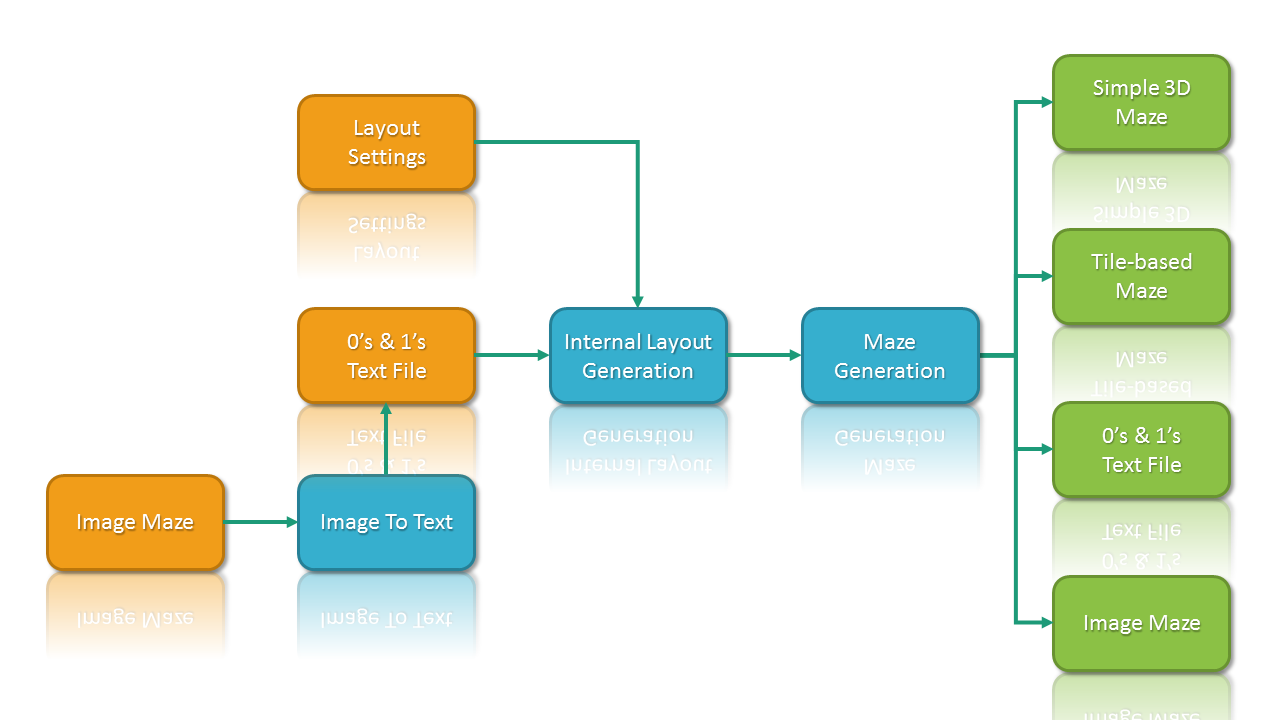 Layout
Settings
0's & 1's
Text File
Image Maze
Image To Text
Internal Layout
Generation
Maze
Generation
Simple 3D
Maze
Tile-based
Maze
0's & 1's
Text File
Image Maze